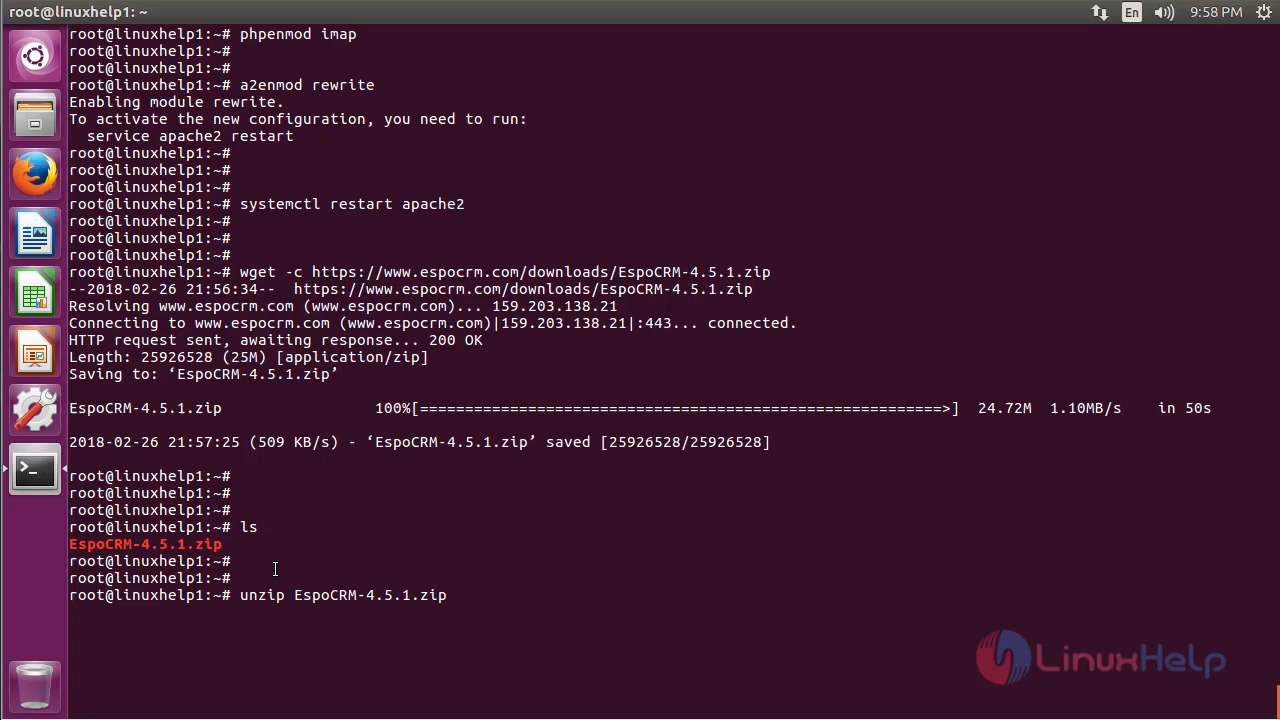 root@linuxhelp1: ~
En
9:58 PM
root@linuxhelp1:~# phpenmod imap
root@linuxhelp1:~#
root@linuxhelp1:~#
root@linuxhelp1:~# a2enmod rewrite
Enabling module rewrite.
To activate the new configuration, you need to run:
  service apache2 restart
root@linuxhelp1:~#
root@linuxhelp1:~#
root@linuxhelp1:~#
root@linuxhelp1:~# systemctl restart apache2
root@linuxhelp1:~#
root@linuxhelp1:~#
root@linuxhelp1:~#
root@linuxhelp1:~# wget -c https://www.espocrm.com/downloads/EspoCRM-4.5.1.zip
--2018-02-26 21:56:34--  https://www.espocrm.com/downloads/EspoCRM-4.5.1.zip
Resolving www.espocrm.com (www.espocrm.com)... 159.203.138.21
Connecting to www.espocrm.com (www.espocrm.com)|159.203.138.21|:443... connected.
HTTP request sent, awaiting response... 200 OK
Length: 25926528 (25M) [application/zip]
Saving to: ‘EspoCRM-4.5.1.zip’
EspoCRM-4.5.1.zip                 100%[==========================================================>]  24.72M  1.10MB/s    in 50s
2018-02-26 21:57:25 (509 KB/s) - ‘EspoCRM-4.5.1.zip’ saved [25926528/25926528]
root@linuxhelp1:~#
root@linuxhelp1:~#
root@linuxhelp1:~#
root@linuxhelp1:~# ls
EspoCRM-4.5.1.zip
root@linuxhelp1:~#
root@linuxhelp1:~#
root@linuxhelp1:~# unzip EspoCRM-4.5.1.zip
LinuxHelp